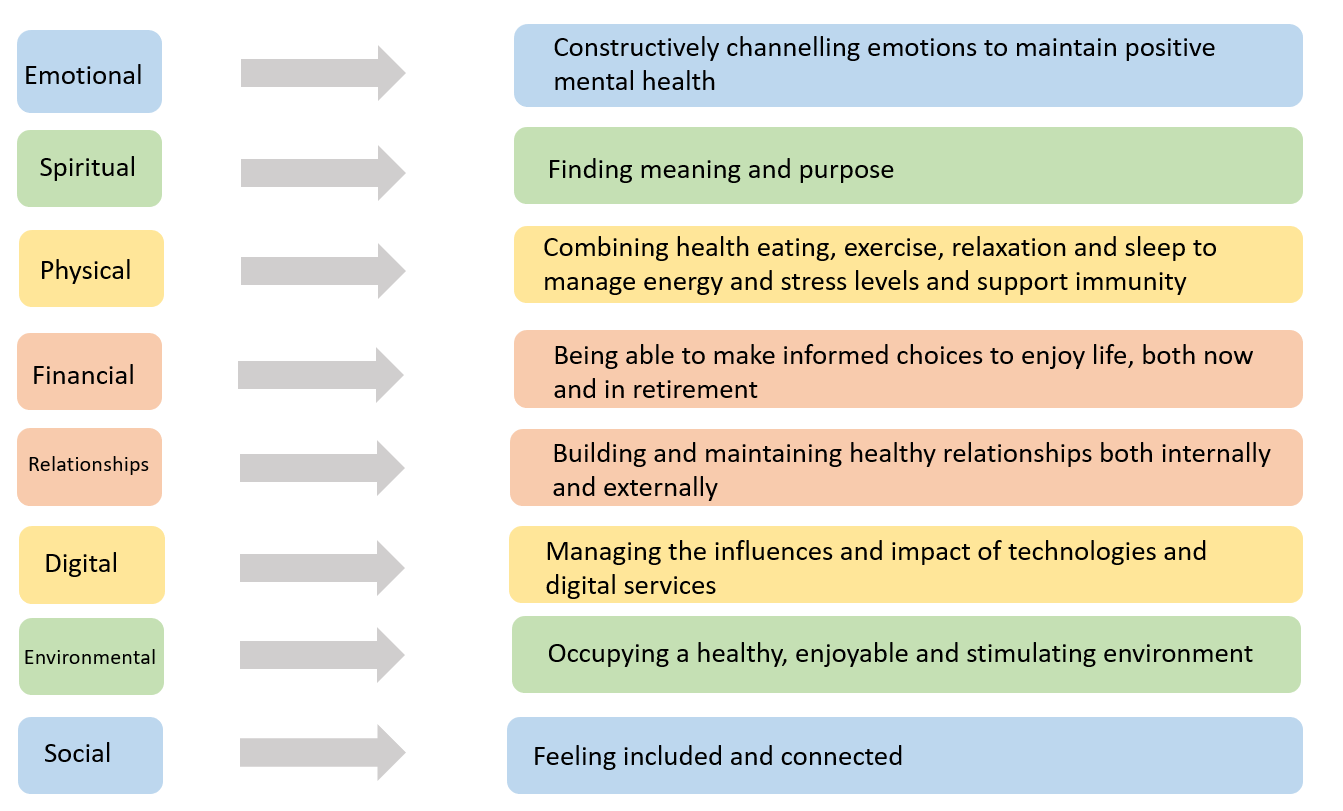 Emotional
Constructively channelling emotions to maintain positive
mental health
Spiritual
Finding meaning and purpose
Physical
Combining health eating, exercise, relaxation and sleep to
manage energy and stress levels and support immunity
Financial
Being able to make informed choices to enjoy life, both now
and in retirement
Relationships
Building and maintaining healthy relationships both internally
and externally
Digital
Managing the influences and impact of technologies and
digital services
Environmental
Occupying a healthy, enjoyable and stimulating environment
Social
Feeling included and connected